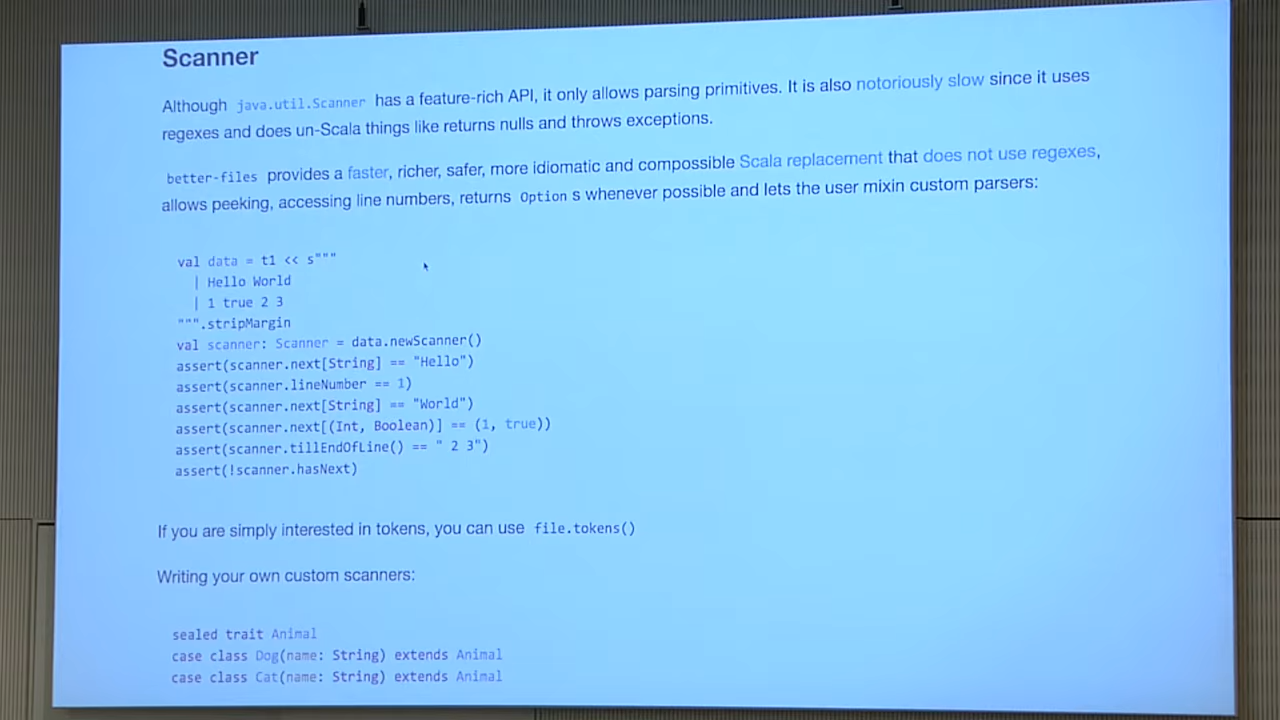 Scanner
Although java.util.Scanner has a feature-rich API, it only allows parsing primitives. It is also notoriously slow since it uses
regexes and does un-Scala things like returns nulls and throws exceptions.
better-files provides a faster, richer, safer, more idiomatic and compossible Scala replacement that does not use regexes,
allows peeking, accessing line numbers, returns Option s whenever possible and lets the user mixin custom parsers:
val data = t1 << s"""
| Hello World
| 1 true 2 3
""".stripMargin
val scanner: Scanner = data.newScanner()
assert(scanner.next[String] == "Hello")
assert(scanner.lineNumber == 1)
assert(scanner.next[String] == "World")
assert(scanner.next[(Int, Boolean)] == (1, true))
assert(scanner.tillEndOfLine() == " 2 3")
assert(!scanner.hasNext)
If you are simply interested in tokens, you can use file.tokens()
Writing your own custom scanners:
sealed trait Animal
case class Dog(name: String) extends Animal
case class Cat(name: String) extends Animal